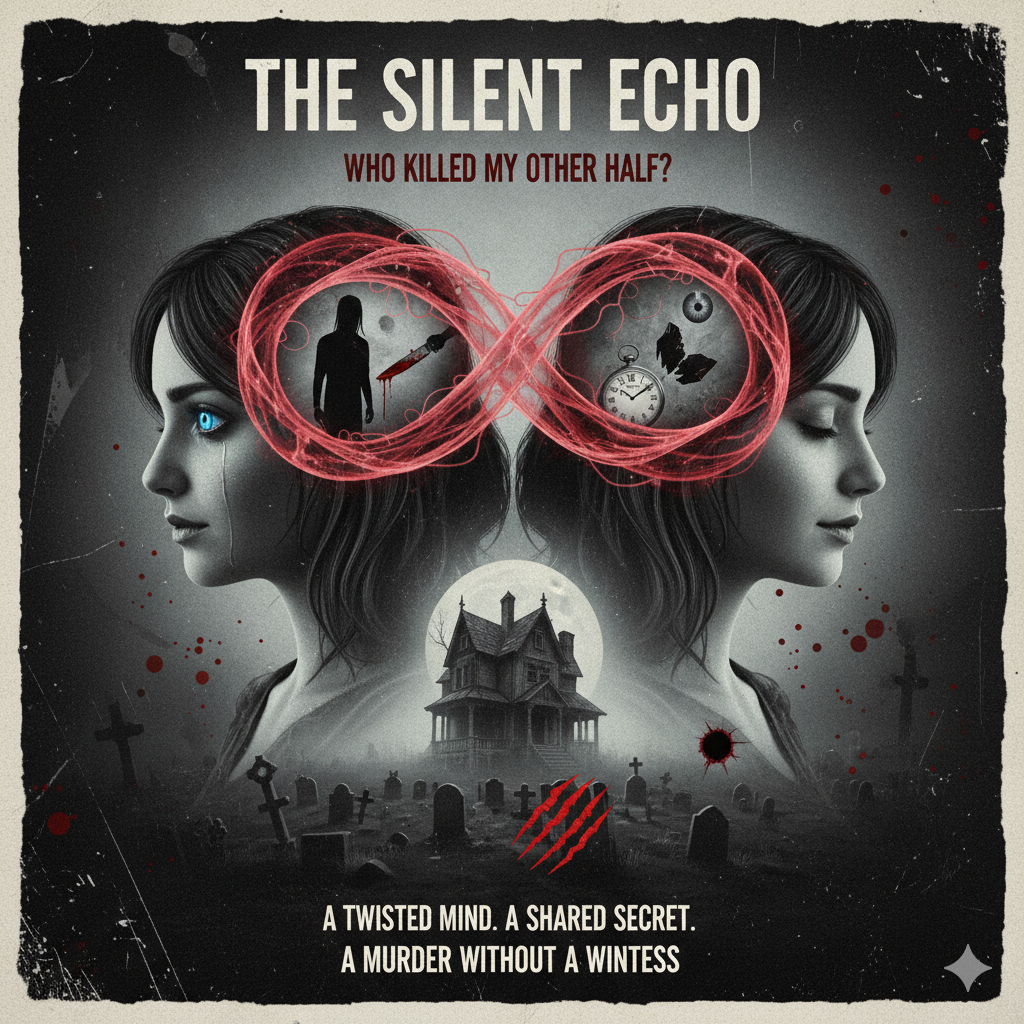 THE SILENT ECHO
WHO KILLED MY OTHER HALF?
A TWISTED MIND. A SHARED SECRET.
A MURDER WITHOUT A WINTESS